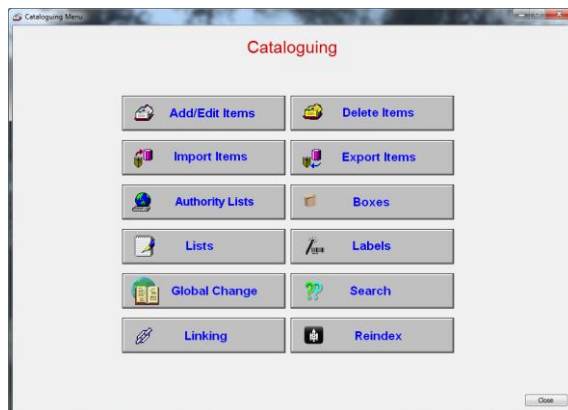 Cataloguing Menu
Cataloguing
Add/Edit Items
Delete Items
Import Items
Export Items
Authority Lists
Boxes
Lists
Labels
Global Change
Search
Linking
Reindex
Close